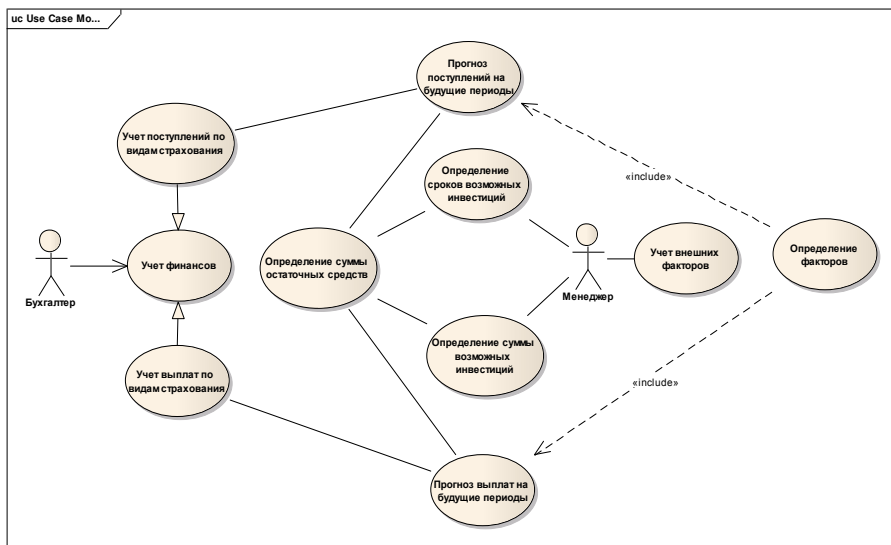 uc Use Case Mo...
Прогноз
поступлений на
будущие периоды
Учет поступлений по
видам страхования
Определение
сроков возможных
инвестиций
«include»
Учет финансов
Определение суммы
остаточных средств
Учет внешних
факторов
Определение
факторов
Бухгалтер
Менеджер
Определение суммы
возможных
инвестиций
Учет выплат по
видам страхования
«include»
Прогноз выплат на
будущие периоды